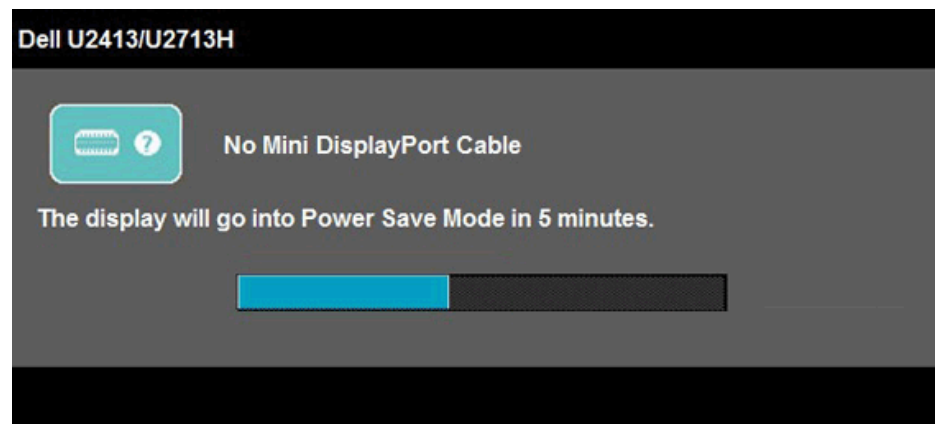 Dell U2413/U2713H
?
No Mini DisplayPort Cable
The display will go into Power Save Mode in 5 minutes.